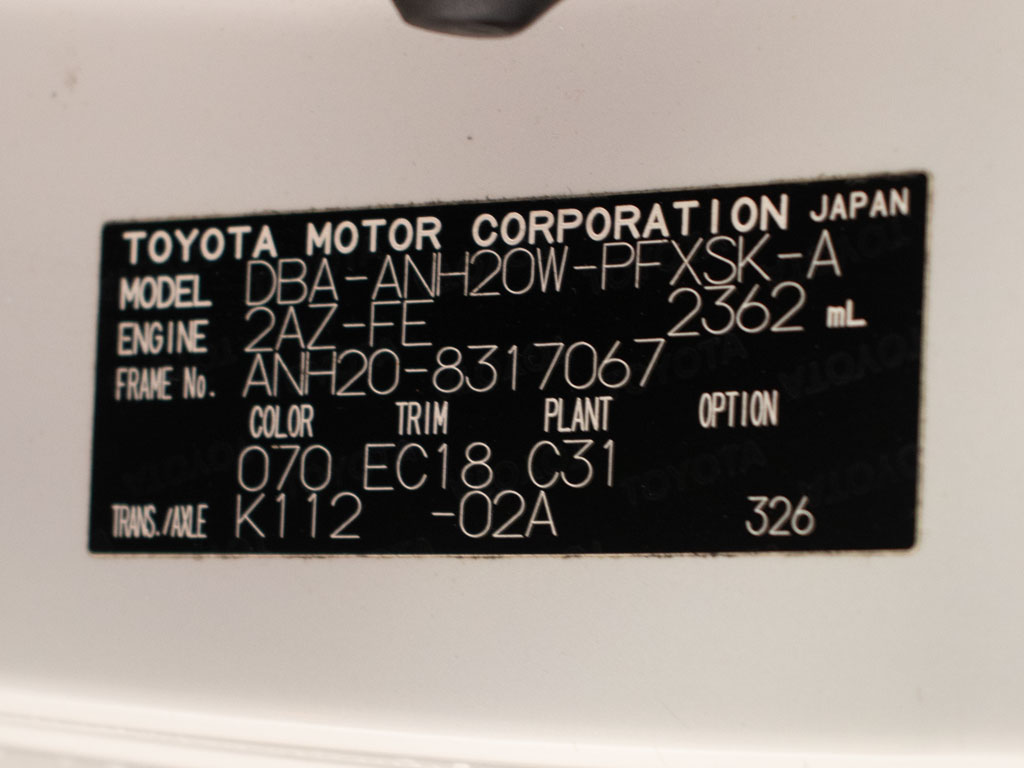 TOYOTA MOTOR CORPORATION JAPAN
MODEL DBA-ANH20W-PFXSK-A
ENGINE 2AZ-FE 2362 mL
FRAME No. ANH20-8317067
COLOR TRIM PLANT OPTION
070 EC18 C31
TRANS./AXLE K112 -02A 326